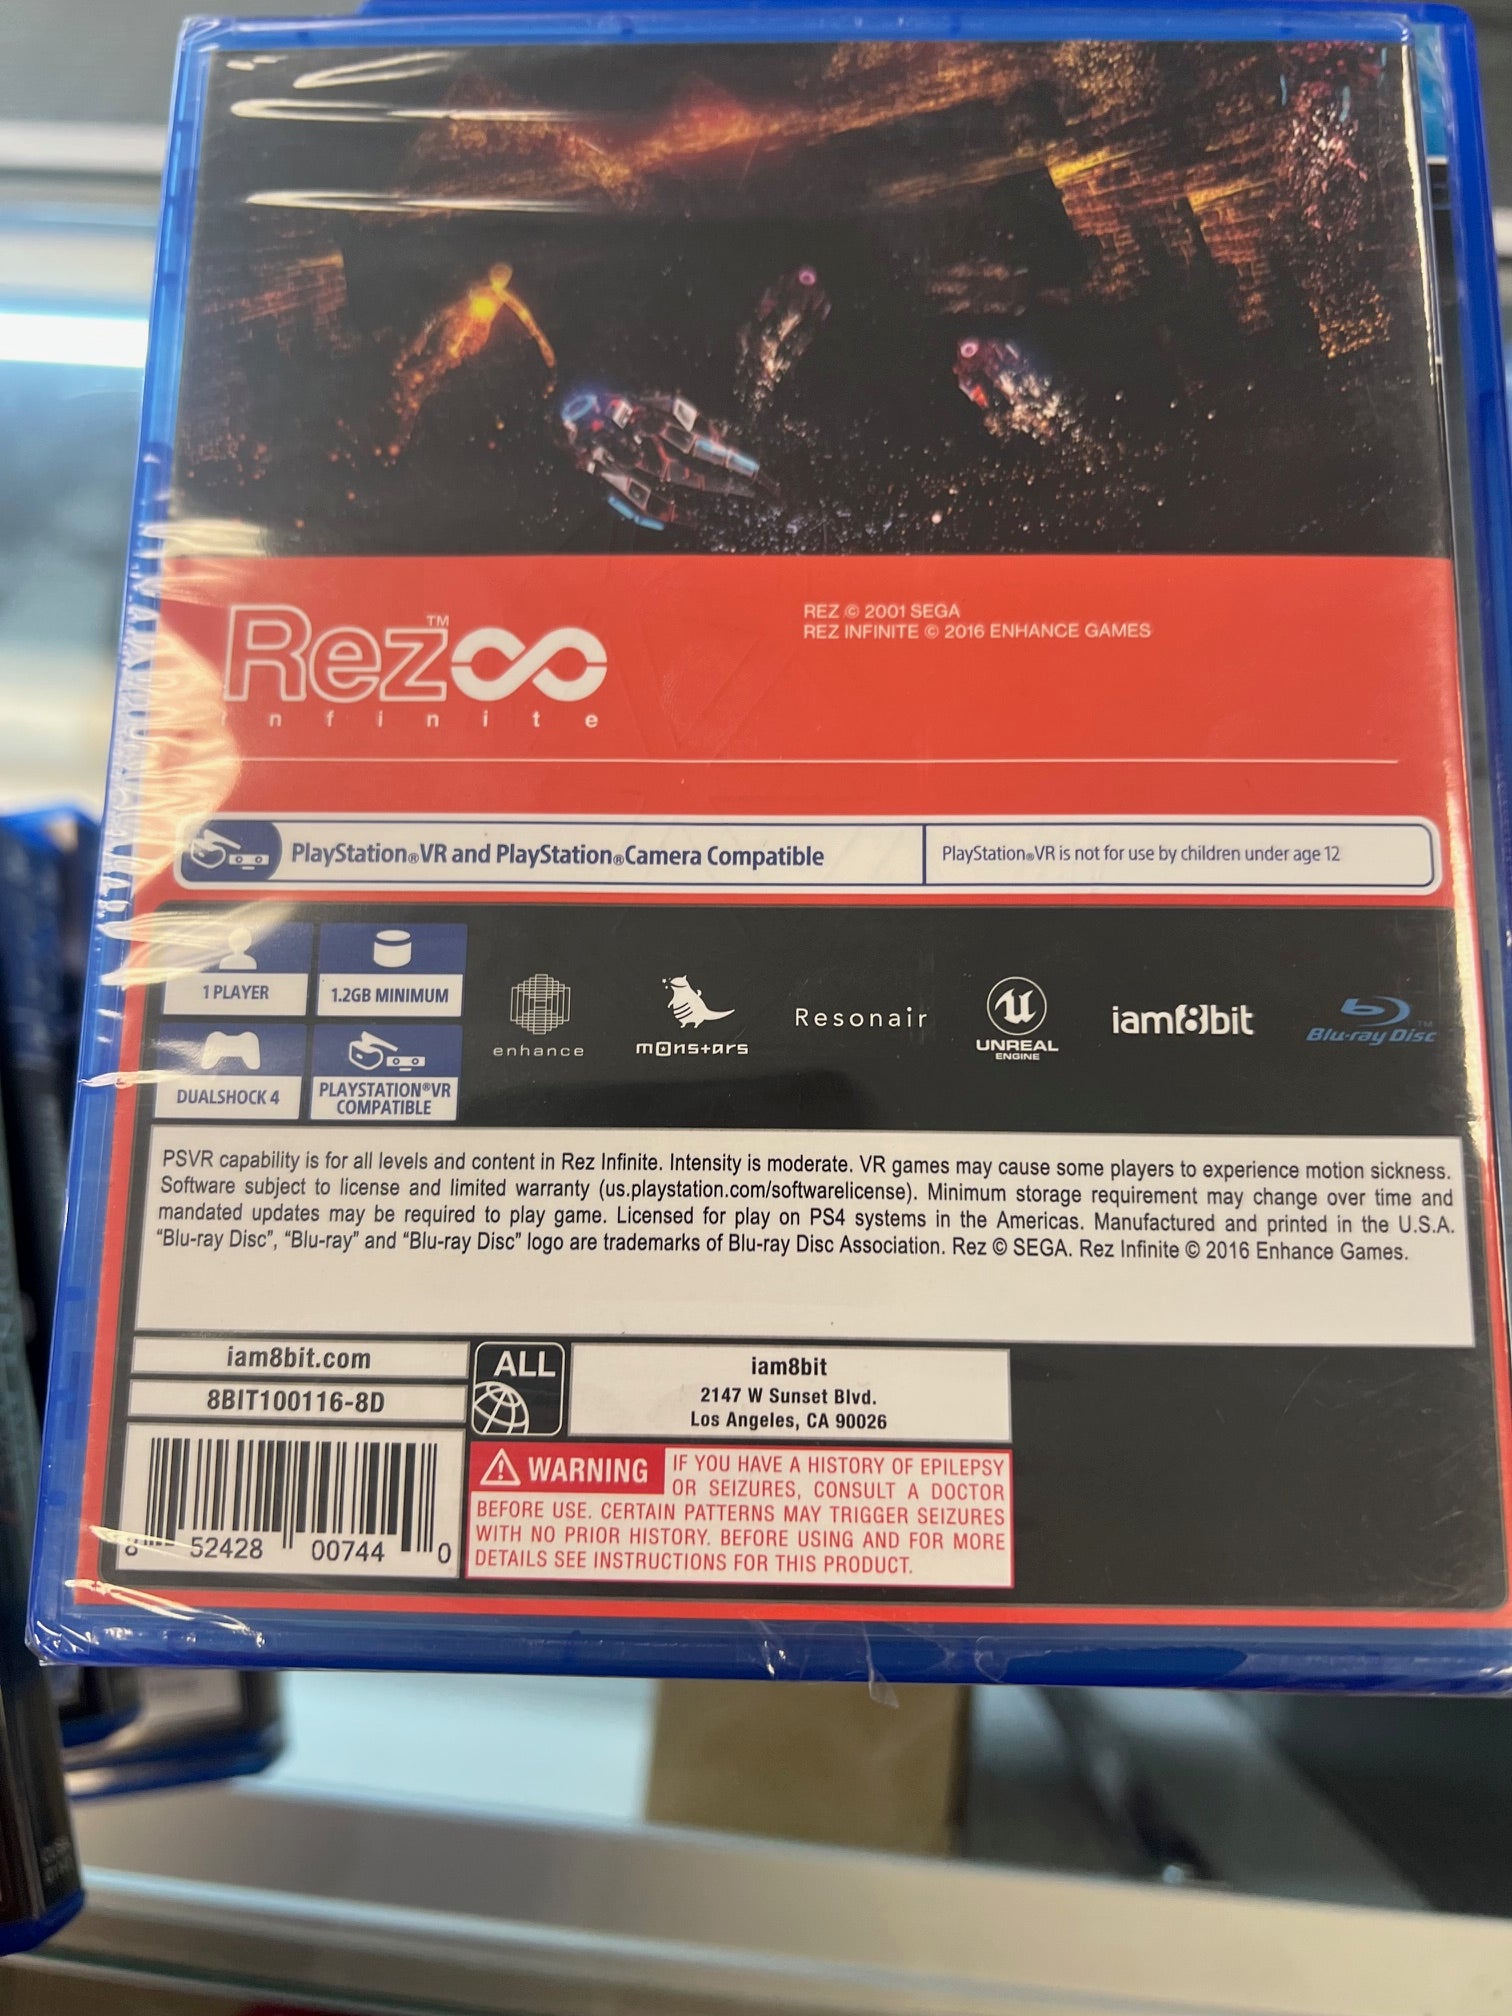 Rez™
infinite
REZ © 2001 SEGA
REZ INFINITE © 2016 ENHANCE GAMES
PlayStation®VR and PlayStation®Camera Compatible
PlayStation®VR is not for use by children under age 12
1 PLAYER
1.2GB MINIMUM
DUALSHOCK 4
PLAYSTATION®VR
COMPATIBLE
enhance
monstars
Resonair
UNREAL
ENGINE
iam8bit
Blu-ray Disc™
PSVR capability is for all levels and content in Rez Infinite. Intensity is moderate. VR games may cause some players to experience motion sickness.
Software subject to license and limited warranty (us.playstation.com/softwarelicense). Minimum storage requirement may change over time and
mandated updates may be required to play game. Licensed for play on PS4 systems in the Americas. Manufactured and printed in the U.S.A.
“Blu-ray Disc”, “Blu-ray” and “Blu-ray Disc” logo are trademarks of Blu-ray Disc Association. Rez © SEGA. Rez Infinite © 2016 Enhance Games.
iam8bit.com
8BIT100116-8D
8 52428 00744 0
ALL
iam8bit
2147 W Sunset Blvd.
Los Angeles, CA 90026
WARNING IF YOU HAVE A HISTORY OF EPILEPSY
OR SEIZURES, CONSULT A DOCTOR
BEFORE USE. CERTAIN PATTERNS MAY TRIGGER SEIZURES
WITH NO PRIOR HISTORY. BEFORE USING AND FOR MORE
DETAILS SEE INSTRUCTIONS FOR THIS PRODUCT.